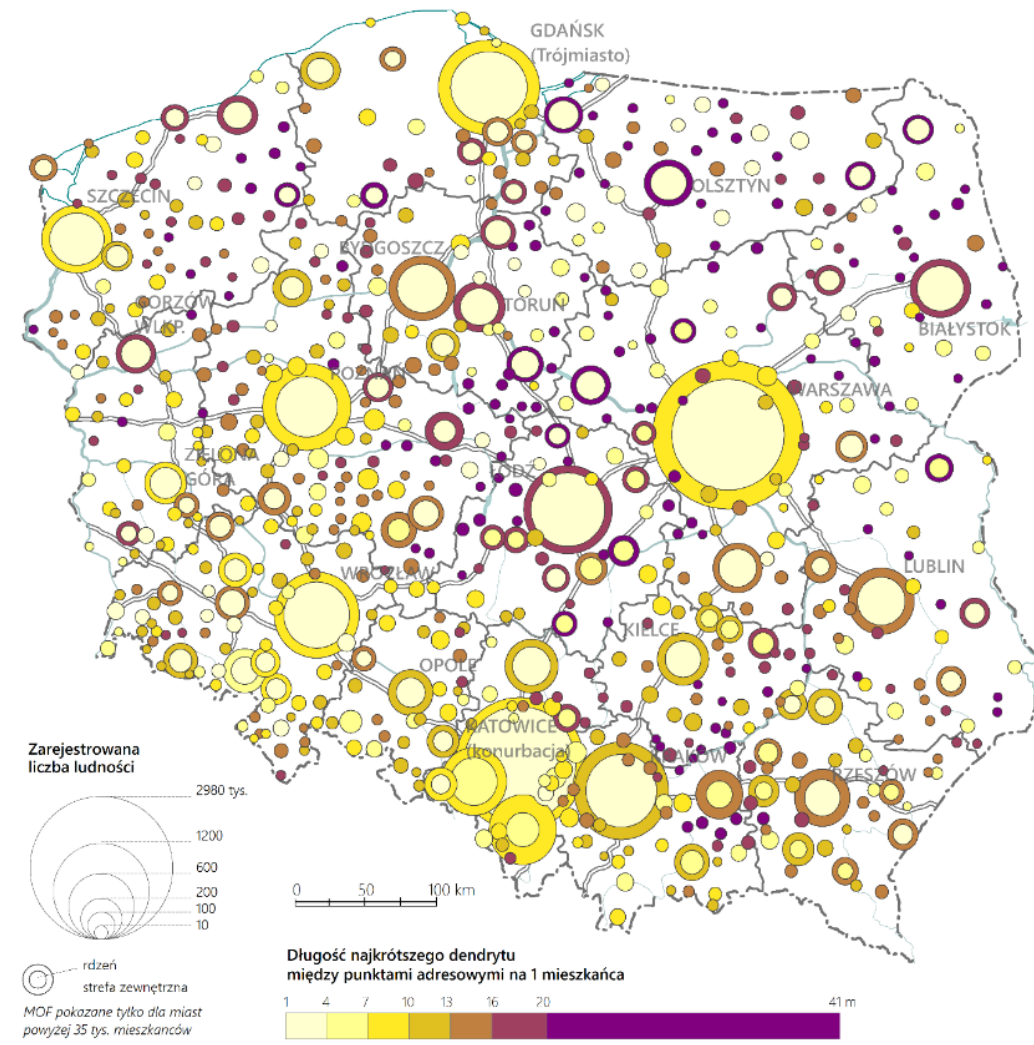 GDAŃSK
(Trójmiasto)
SZCZECIN
OLSZTYN
BYDGOSZCZ
GORZÓW
WLKP.
TORUŃ
BIAŁYSTOK
POZNAŃ
WARSZAWA
ZIELONA
GÓRA
ŁÓDŹ
WROCŁAW
LUBLIN
KIELCE
OPOLE
KATOWICE
(konurbacja)
KRAKÓW
RZESZÓW
Zarejestrowana
liczba ludności
2980 tys.
1200
600
200
100
10
0 50 100 km
rdzeń
strefa zewnętrzna
MOF pokazane tylko dla miast
powyżej 35 tys. mieszkańców
Długość najkrótszego dendrytu
między punktami adresowymi na 1 mieszkańca
1 4 7 10 13 16 20 41 m